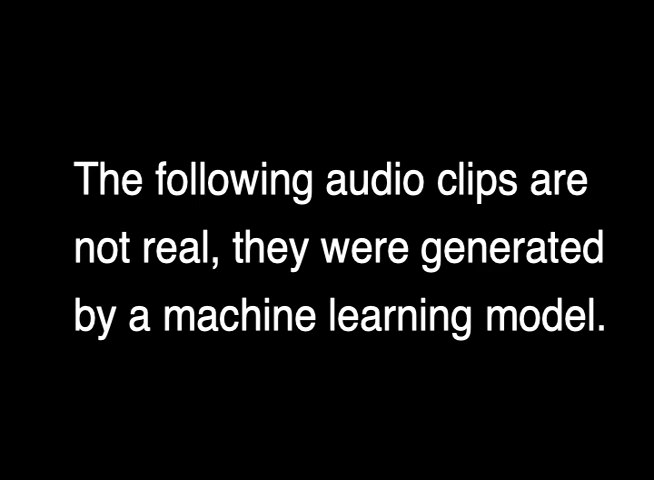 The following audio clips are
not real, they were generated
by a machine learning model.